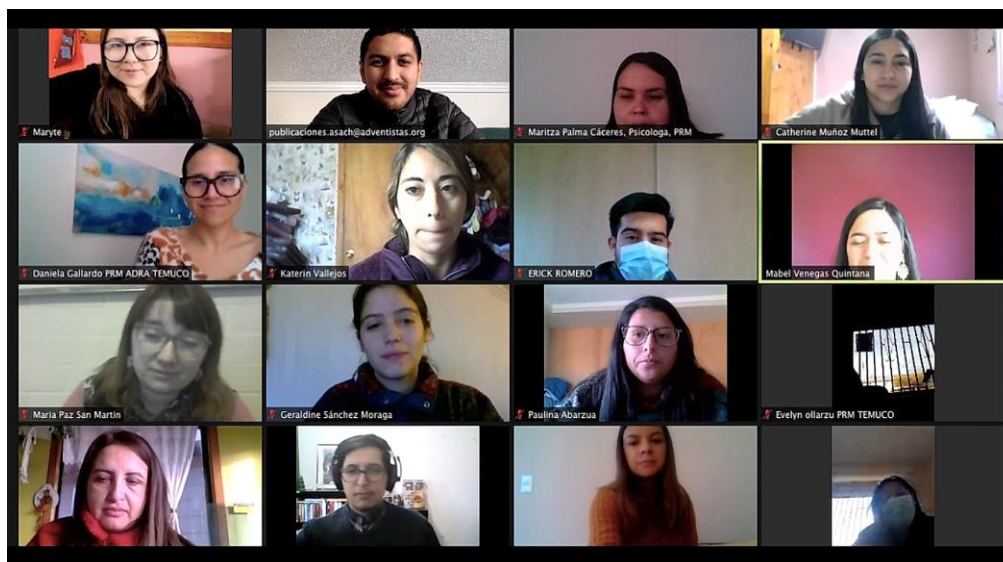 Maryte
publicaciones.asach@adventistas.org
Maritza Palma Cáceres, Psicologa, PRM
Catherine Muñoz Muttel
Daniela Gallardo PRM ADRA TEMUCO
Katerin Vallejos
ERICK ROMERO
Mabel Venegas Quintana
Maria Paz San Martin
Geraldine Sánchez Moraga
Paulina Abarzua
Evelyn ollarzu PRM TEMUCO